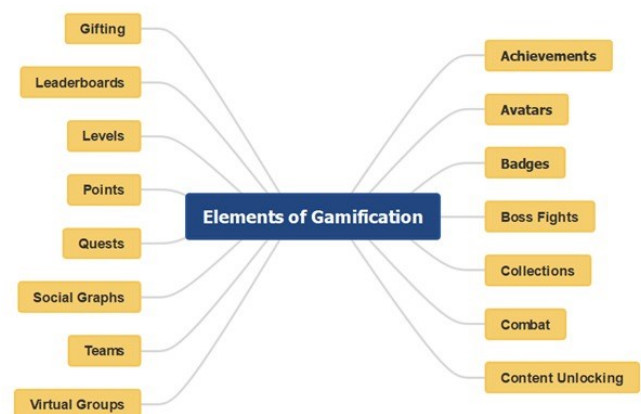 Gifting
Leaderboards
Levels
Points
Quests
Social Graphs
Teams
Virtual Groups
Elements of Gamification
Achievements
Avatars
Badges
Boss Fights
Collections
Combat
Content Unlocking